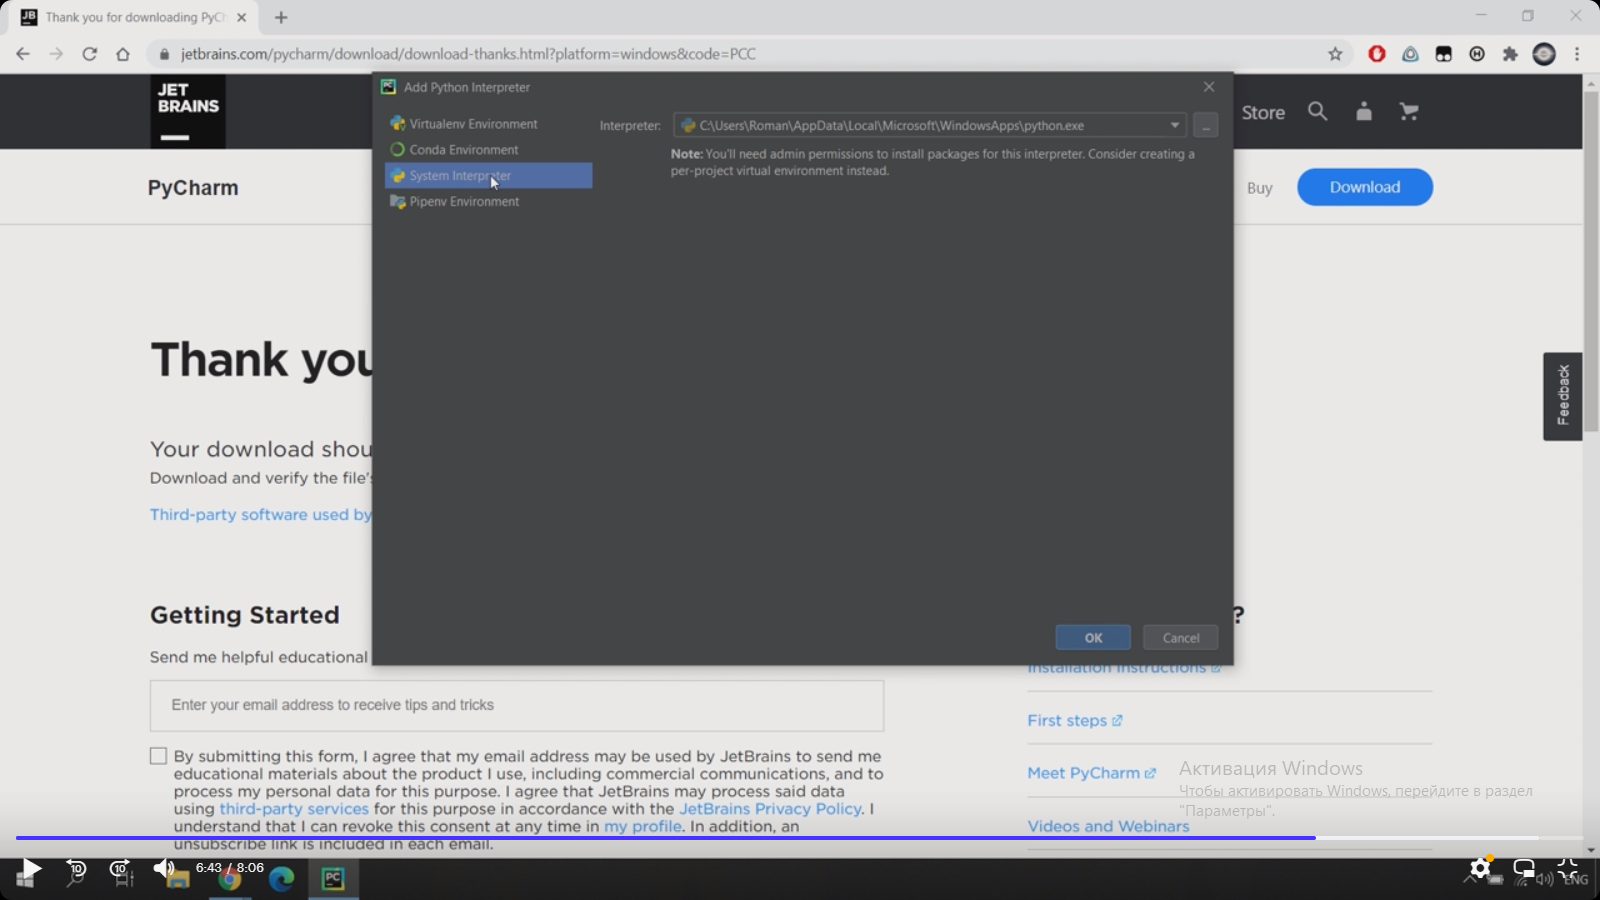 Thank you for downloading PyCh
jetbrains.com/pycharm/download/download-thanks.html?platform=windows&code=PCC
JET
BRAINS
Store
PyCharm
Buy
Download
Add Python Interpreter
Virtualenv Environment
Conda Environment
System Interpreter
Pipenv Environment
Interpreter:
C:\Users\Roman\AppData\Local\Microsoft\WindowsApps\python.exe
...
Note: You'll need admin permissions to install packages for this interpreter. Consider creating a
per-project virtual environment instead.
OK
Cancel
Thank you
Your download shou
Download and verify the file's
Third-party software used by
Feedback
Getting Started
?
Send me helpful educational
Enter your email address to receive tips and tricks
By submitting this form, I agree that my email address may be used by JetBrains to send me
educational materials about the product I use, including commercial communications, and to
process my personal data for this purpose. I agree that JetBrains may process said data
using third-party services for this purpose in accordance with the JetBrains Privacy Policy. I
understand that I can revoke this consent at any time in my profile. In addition, an
unsubscribe link is included in each email.
Installation Instructions
First steps
Meet PyCharm
Videos and Webinars
Активация Windows
Чтобы активировать Windows, перейдите в раздел
"Параметры".
10
10
6:43 / 8:06
PC
ENG